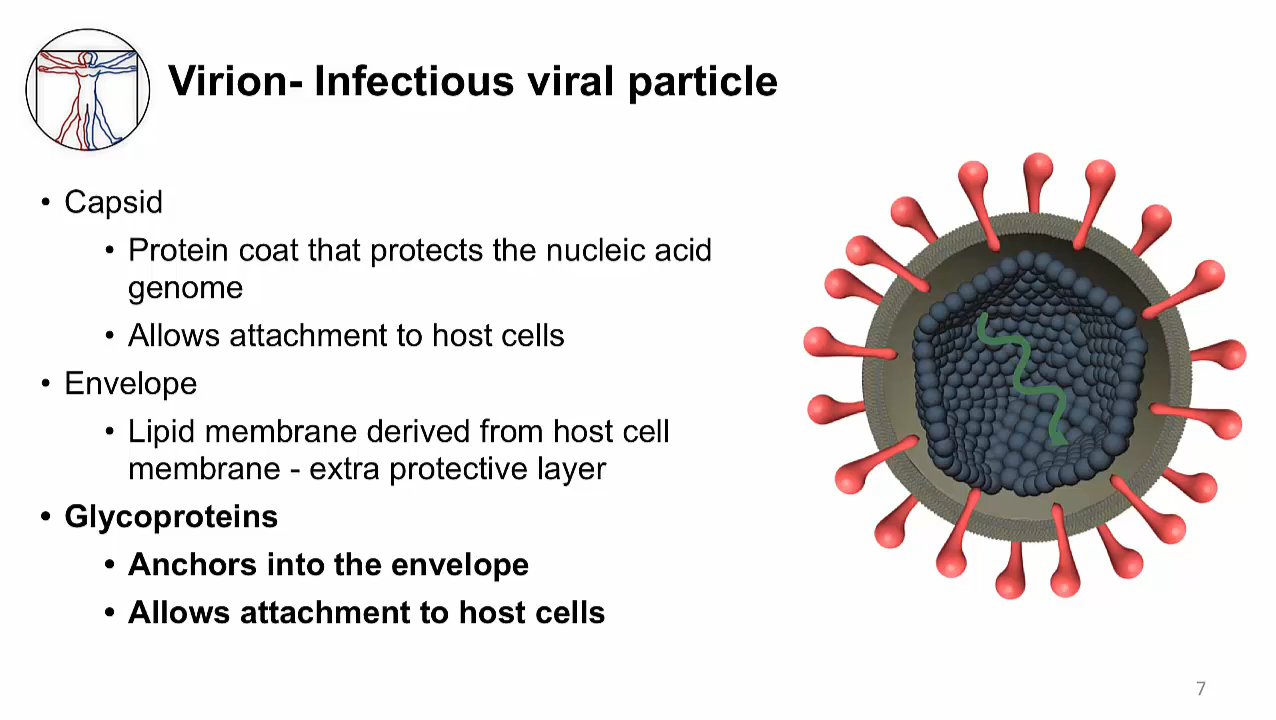 Virion- Infectious viral particle
• Capsid
• Protein coat that protects the nucleic acid
genome
• Allows attachment to host cells
• Envelope
• Lipid membrane derived from host cell
membrane - extra protective layer
• Glycoproteins
• Anchors into the envelope
• Allows attachment to host cells
7